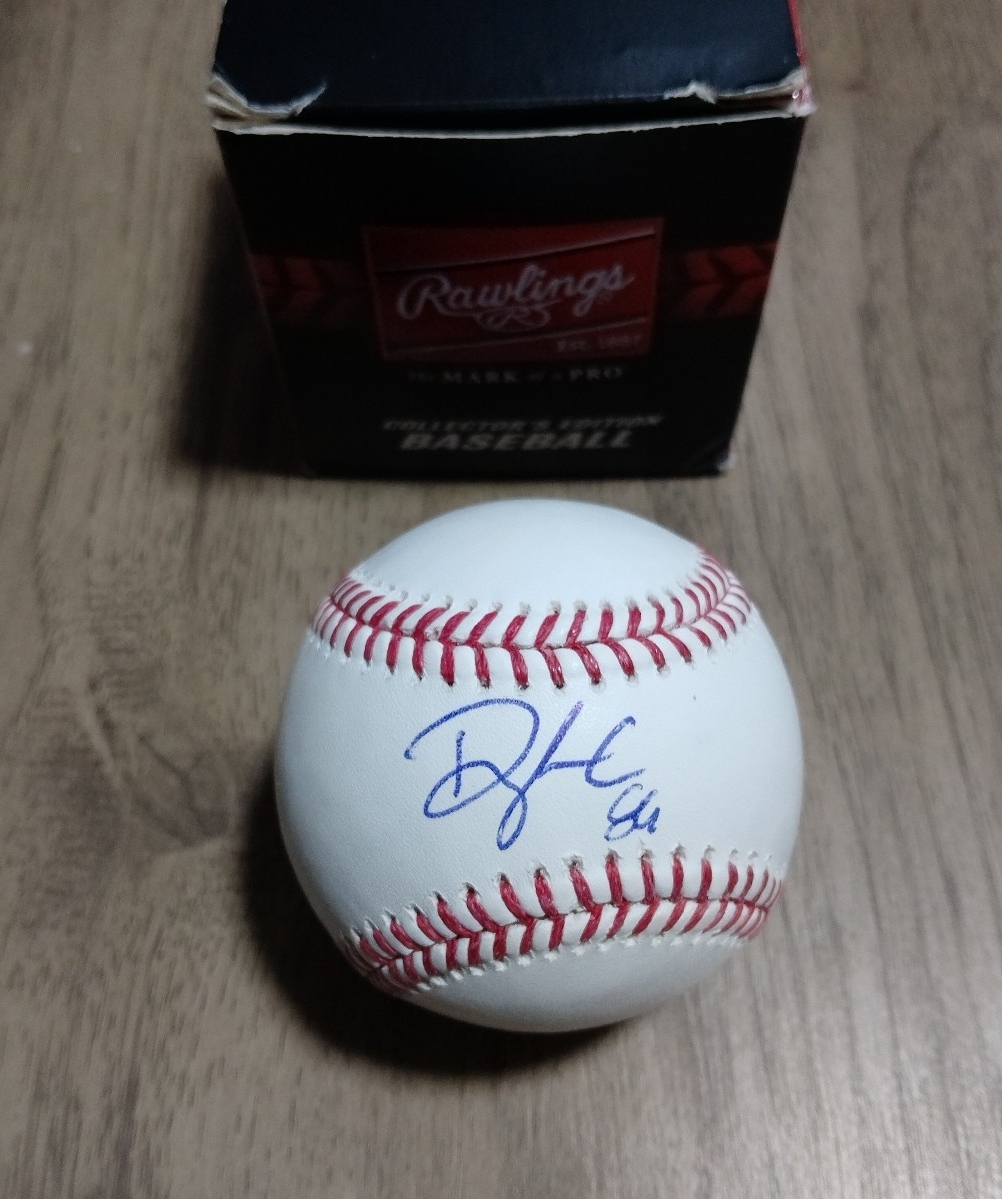 Rawlings
R
EST. 1887
The MARK of a PRO
COLLECTOR'S EDITION
BASEBALL